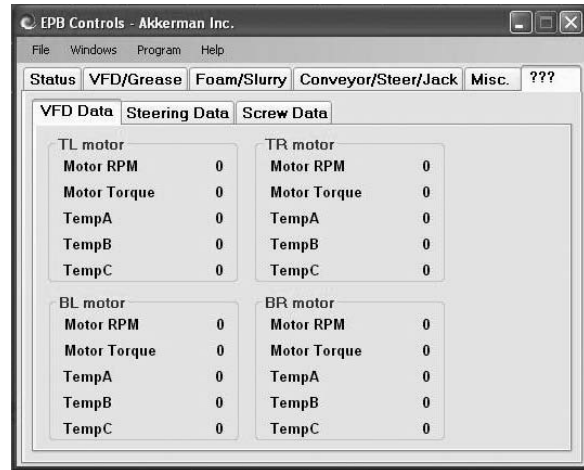 EPB Controls - Akkerman Inc.
File Windows Program Help
Status VFD/Grease Foam/Slurry Conveyor/Steer/Jack Misc. ???
VFD Data Steering Data Screw Data
TL motor
Motor RPM 0
Motor Torque 0
TempA 0
TempB 0
TempC 0
TR motor
Motor RPM 0
Motor Torque 0
TempA 0
TempB 0
TempC 0
BL motor
Motor RPM 0
Motor Torque 0
TempA 0
TempB 0
TempC 0
BR motor
Motor RPM 0
Motor Torque 0
TempA 0
TempB 0
TempC 0